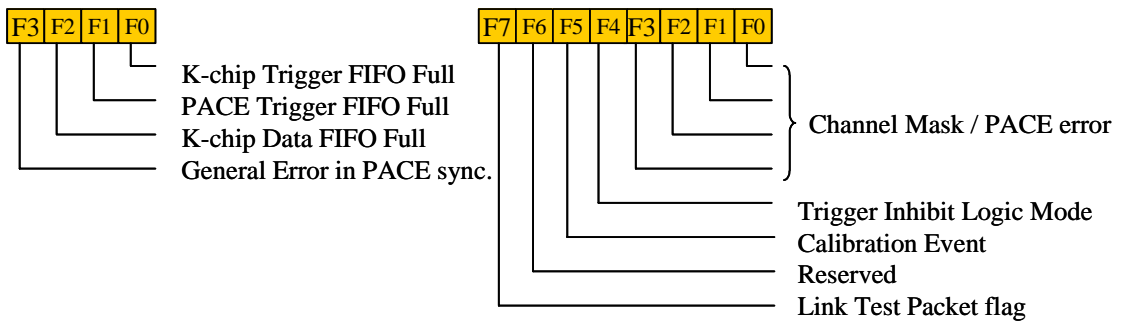 F3 F2 F1 F0
K-chip Trigger FIFO Full
PACE Trigger FIFO Full
K-chip Data FIFO Full
General Error in PACE sync.
F7 F6 F5 F4 F3 F2 F1 F0
Channel Mask / PACE error
Trigger Inhibit Logic Mode
Calibration Event
Reserved
Link Test Packet flag